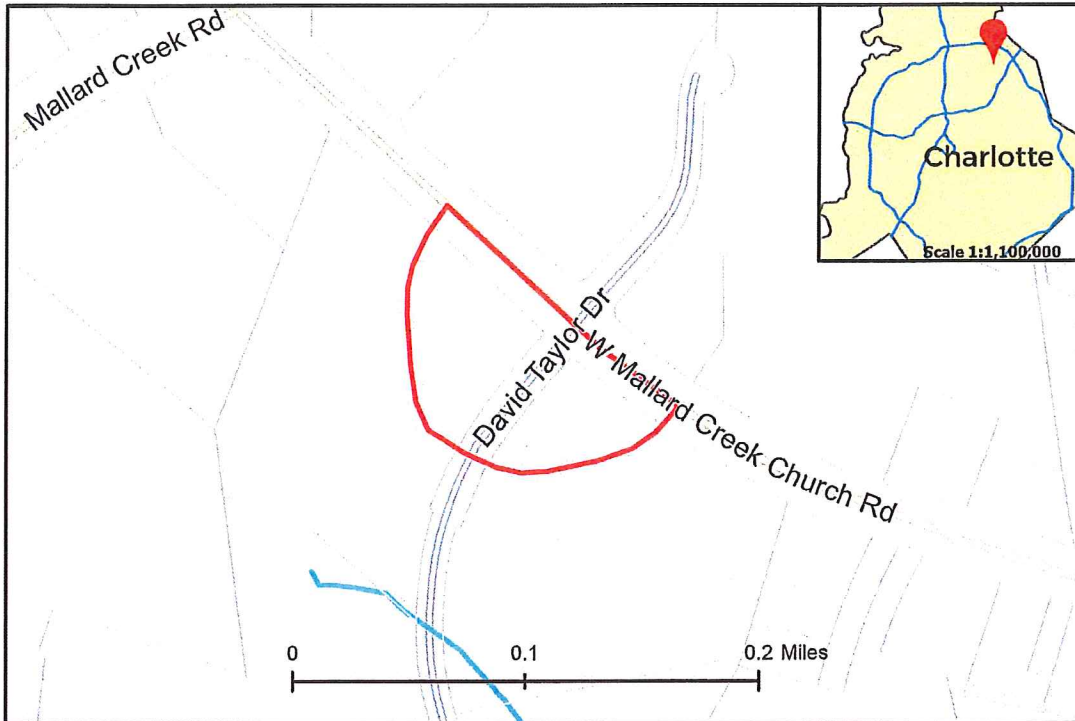 Mallard Creek Rd
Charlotte
Scale 1:1,100,000
David Taylor Dr
W Mallard Creek Church Rd
0 0.1 0.2 Miles